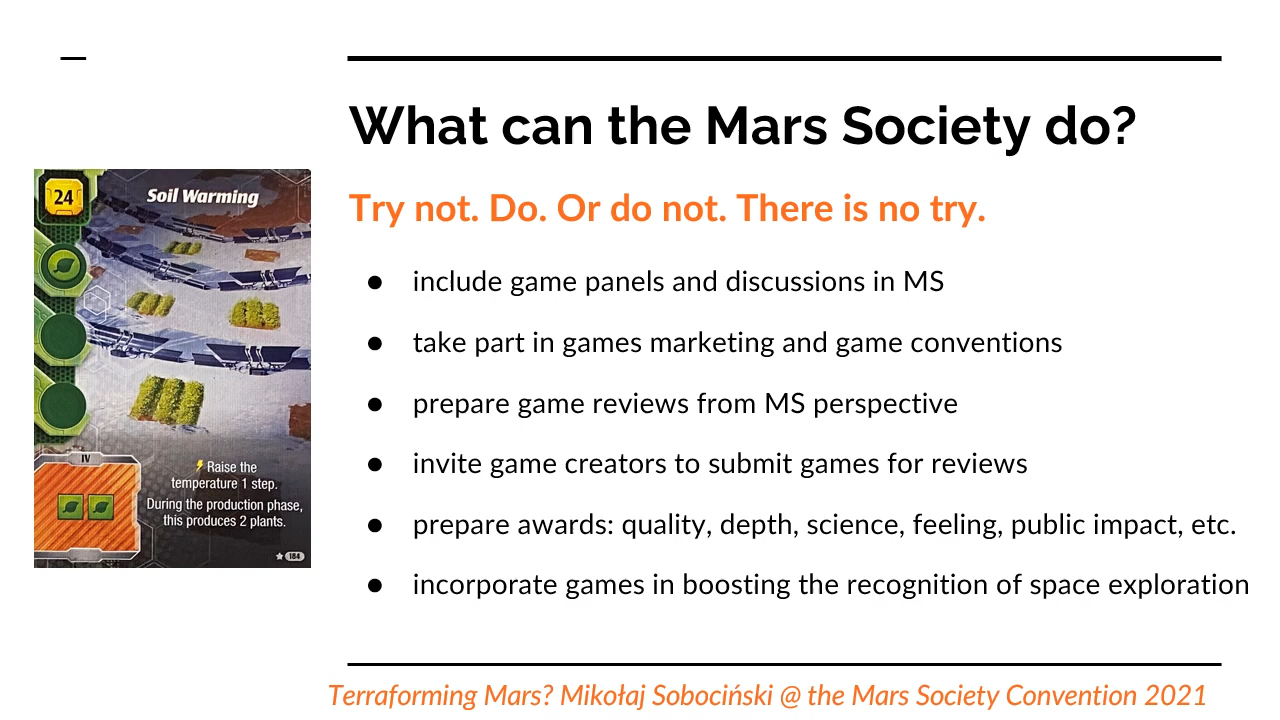 What can the Mars Society do?
Try not. Do. Or do not. There is no try.
● include game panels and discussions in MS
● take part in games marketing and game conventions
● prepare game reviews from MS perspective
● invite game creators to submit games for reviews
● prepare awards: quality, depth, science, feeling, public impact, etc.
● incorporate games in boosting the recognition of space exploration
24
Soil Warming
IV
Raise the
temperature 1 step.
During the production phase,
this produces 2 plants.
184
Terraforming Mars? Mikołaj Sobociński @ the Mars Society Convention 2021